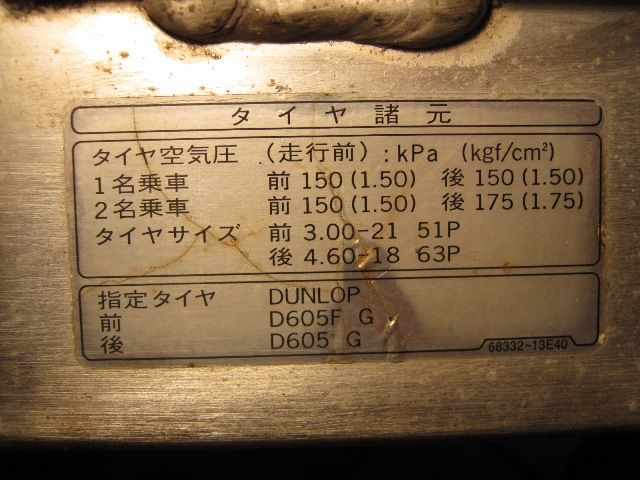 タイヤ諸元
タイヤ空気圧 (走行前) : kPa (kgf/cm²)
1名乗車 前 150 (1.50) 後 150 (1.50)
2名乗車 前 150 (1.50) 後 175 (1.75)
タイヤサイズ 前 3.00-21 51P
後 4.60-18 63P
指定タイヤ DUNLOP
前 D605F G
後 D605 G
68332-13E40